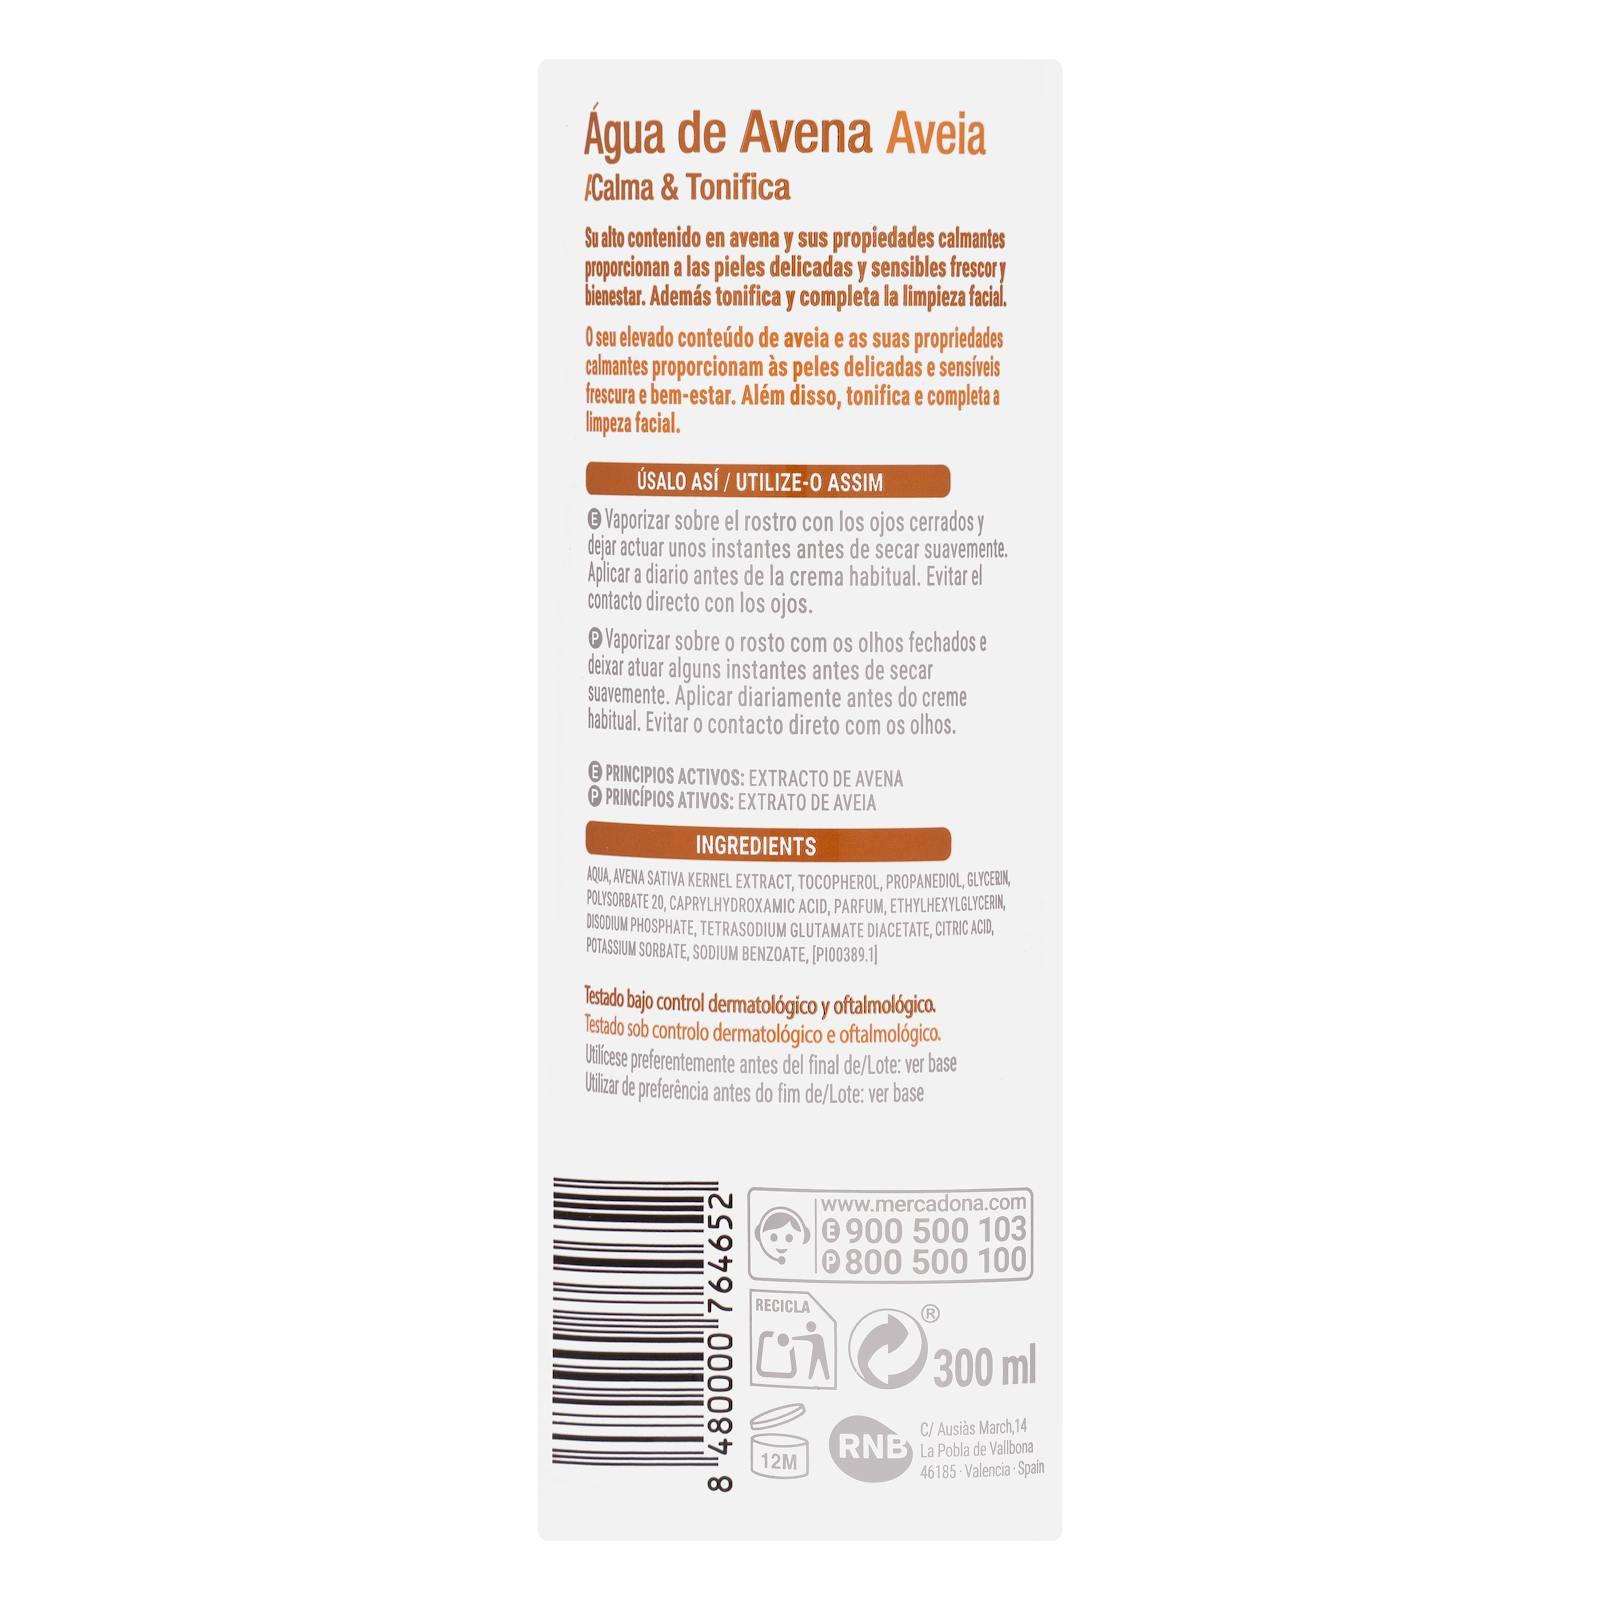 Água de Avena Aveia
/Calma & Tonifica
Su alto contenido en avena y sus propiedades calmantes
proporcionan a las pieles delicadas y sensibles frescor y
bienestar. Además tonifica y completa la limpieza facial.
O seu elevado conteúdo de aveia e as suas propriedades
calmantes proporcionam às peles delicadas e sensíveis
frescura e bem-estar. Além disso, tonifica e completa a
limpeza facial.
ÚSALO ASÍ / UTILIZE-O ASSIM
E Vaporizar sobre el rostro con los ojos cerrados y
dejar actuar unos instantes antes de secar suavemente.
Aplicar a diario antes de la crema habitual. Evitar el
contacto directo con los ojos.
P Vaporizar sobre o rosto com os olhos fechados e
deixar atuar alguns instantes antes de secar
suavemente. Aplicar diariamente antes do creme
habitual. Evitar o contacto direto com os olhos.
E PRINCIPIOS ACTIVOS: EXTRACTO DE AVENA
P PRINCÍPIOS ATIVOS: EXTRATO DE AVEIA
INGREDIENTS
AQUA, AVENA SATIVA KERNEL EXTRACT, TOCOPHEROL, PROPANEDIOL, GLYCERIN,
POLYSORBATE 20, CAPRYLHYDROXAMIC ACID, PARFUM, ETHYLHEXYLGLYCERIN,
DISODIUM PHOSPHATE, TETRASODIUM GLUTAMATE DIACETATE, CITRIC ACID,
POTASSIUM SORBATE, SODIUM BENZOATE, [PI00389.1]
Testado bajo control dermatológico y oftalmológico.
Testado sob controlo dermatológico e oftalmológico.
Utilícese preferentemente antes del final de/Lote: ver base
Utilizar de preferência antes do fim de/Lote: ver base
8 480000 764652
www.mercadona.com
E 900 500 103
P 800 500 100
RECICLA
®
300 ml
12M
RNB
C/ Ausiàs March,14
La Pobla de Vallbona
46185 · Valencia · Spain